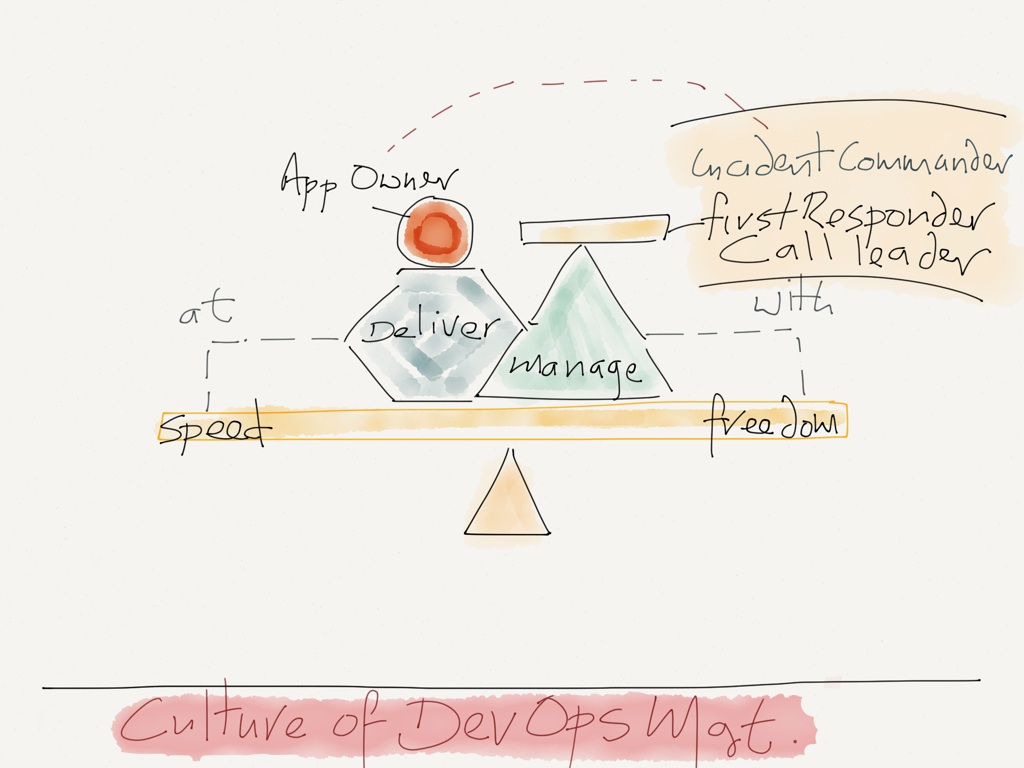 App Owner
Incident Commander
first Responder
Call leader
at
with
Deliver
manage
speed
freedom
Culture of DevOps Mgt.